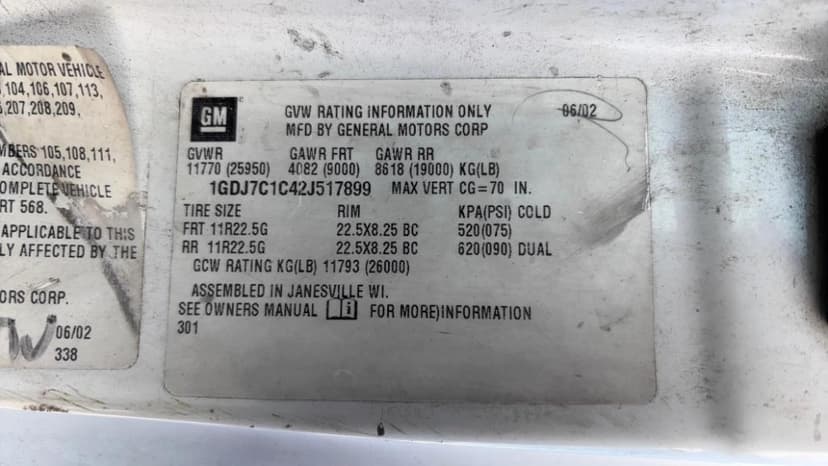 AL MOTOR VEHICLE
104,106,107,113,
207,208,209,
MBERS 105,108,111,
ACCORDANCE
OMPLETE VEHICLE
RT 568.
APPLICABLE TO THIS
LY AFFECTED BY THE
ORS CORP.
06/02
338
GM
GVW RATING INFORMATION ONLY 06/02
MFD BY GENERAL MOTORS CORP
GVWR GAWR FRT GAWR RR
11770 (25950) 4082 (9000) 8618 (19000) KG(LB)
1GDJ7C1C42J517899 MAX VERT CG=70 IN.
TIRE SIZE RIM KPA(PSI) COLD
FRT 11R22.5G 22.5X8.25 BC 520(075)
RR 11R22.5G 22.5X8.25 BC 620(090) DUAL
GCW RATING KG(LB) 11793 (26000)
ASSEMBLED IN JANESVILLE WI.
SEE OWNERS MANUAL i FOR MORE)INFORMATION
301